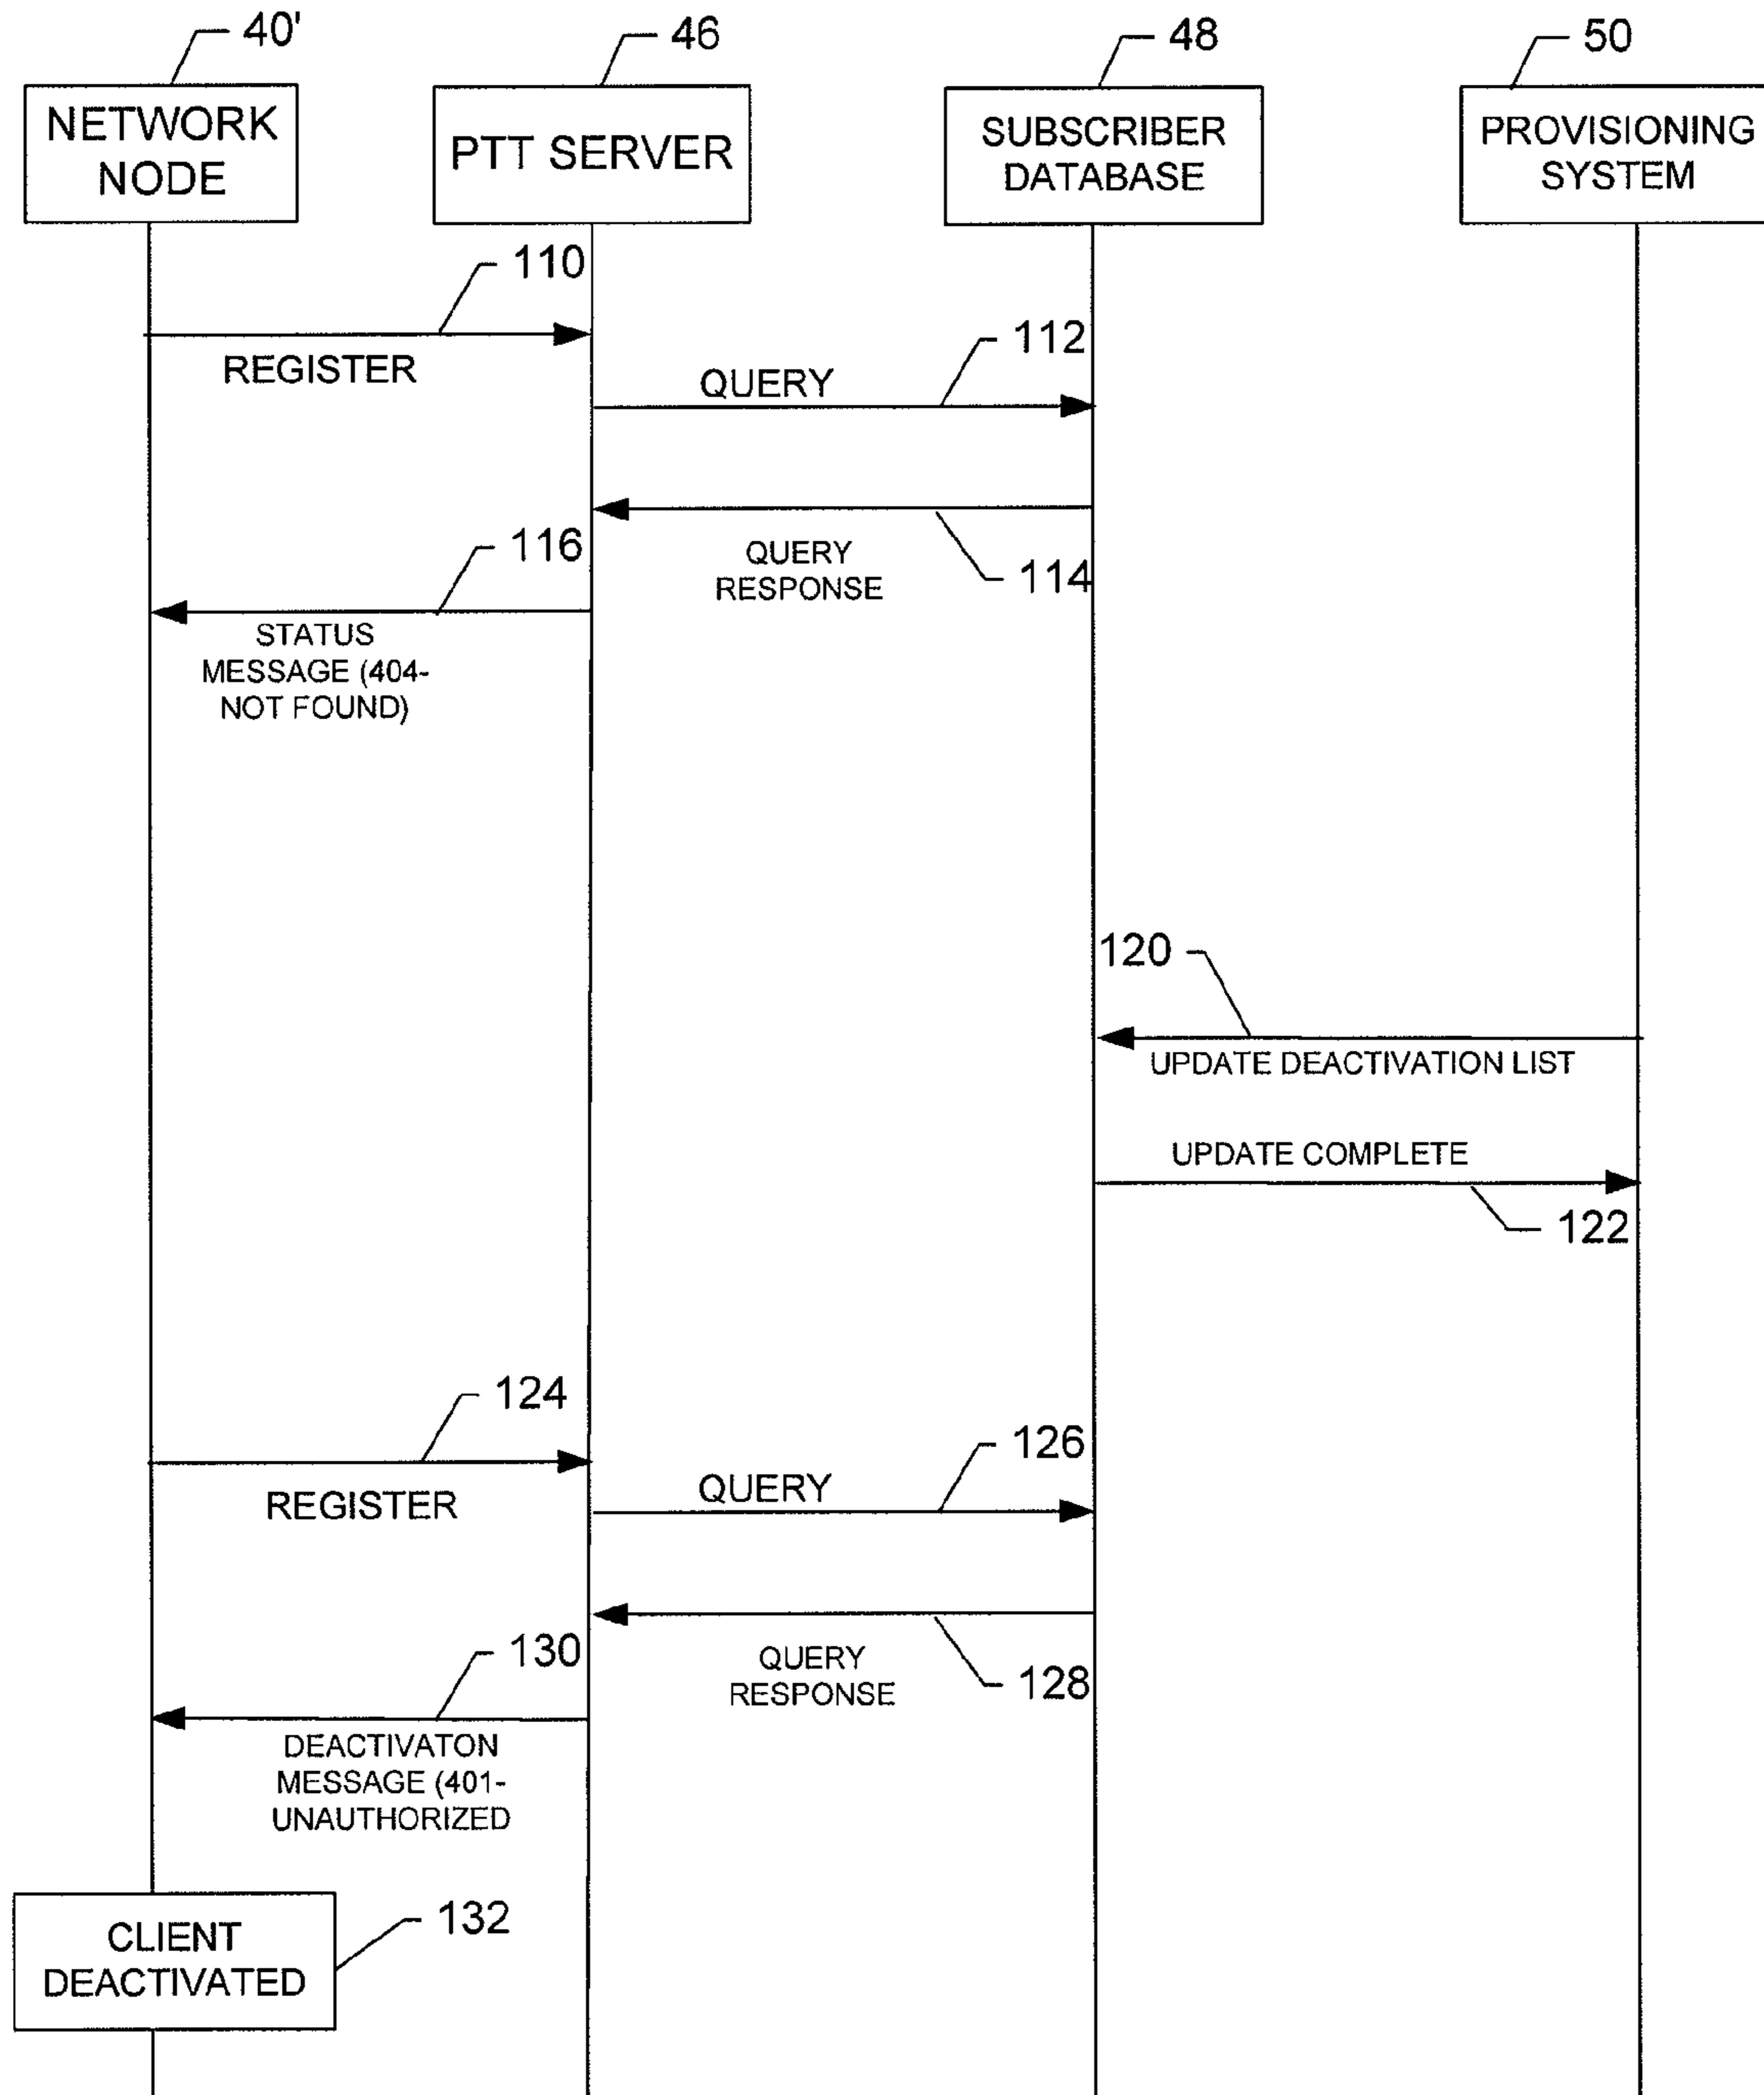 40'
46
48
50
NETWORK
NODE
PTT SERVER
SUBSCRIBER
DATABASE
PROVISIONING
SYSTEM
110
REGISTER
112
QUERY
114
QUERY
RESPONSE
116
STATUS
MESSAGE (404-
NOT FOUND)
120
UPDATE DEACTIVATION LIST
UPDATE COMPLETE
122
124
REGISTER
126
QUERY
128
QUERY
RESPONSE
130
DEACTIVATON
MESSAGE (401-
UNAUTHORIZED
CLIENT
DEACTIVATED
132